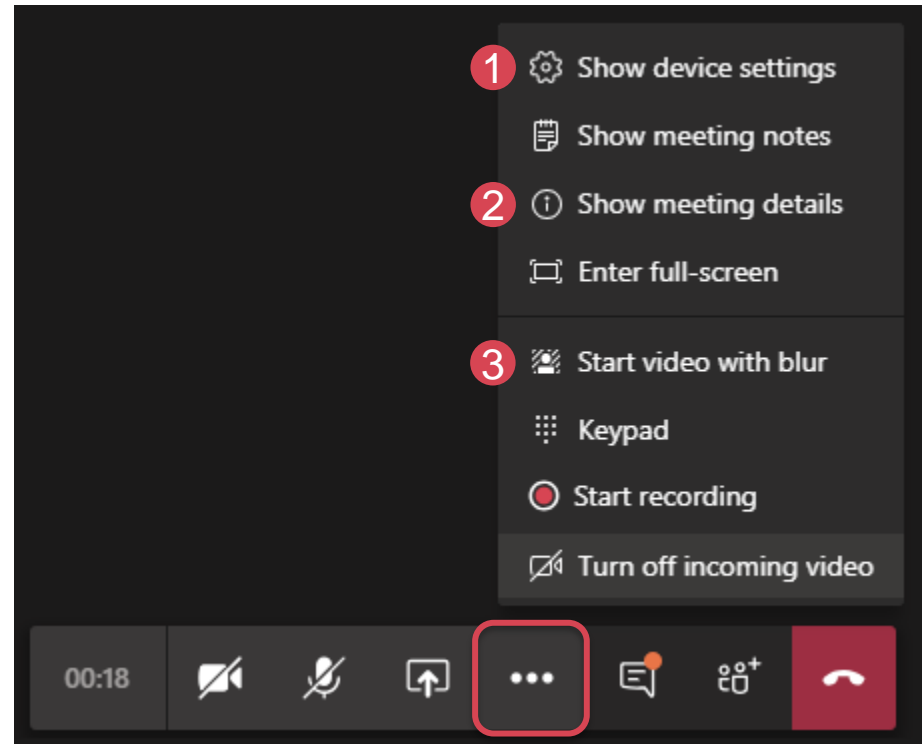 1 Show device settings
Show meeting notes
2 Show meeting details
Enter full-screen
3 Start video with blur
Keypad
Start recording
Turn off incoming video
00:18